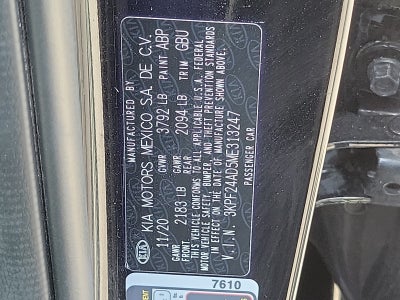 MANUFACTURED BY
KIA MOTORS MEXICO S.A. DE C.V.
11/20 GVWR 3792 LB PAINT ABP
GAWR FRONT 2183 LB GAWR REAR 2094 LB TRIM GBU
THIS VEHICLE CONFORMS TO ALL APPLICABLE U.S.A. FEDERAL
MOTOR VEHICLE SAFETY, BUMPER, AND THEFT PREVENTION STANDARDS
IN EFFECT ON THE DATE OF MANUFACTURE SHOWN ABOVE.
V.I.N. 3KPF24AD5ME313247
PASSENGER CAR
KIA
7610